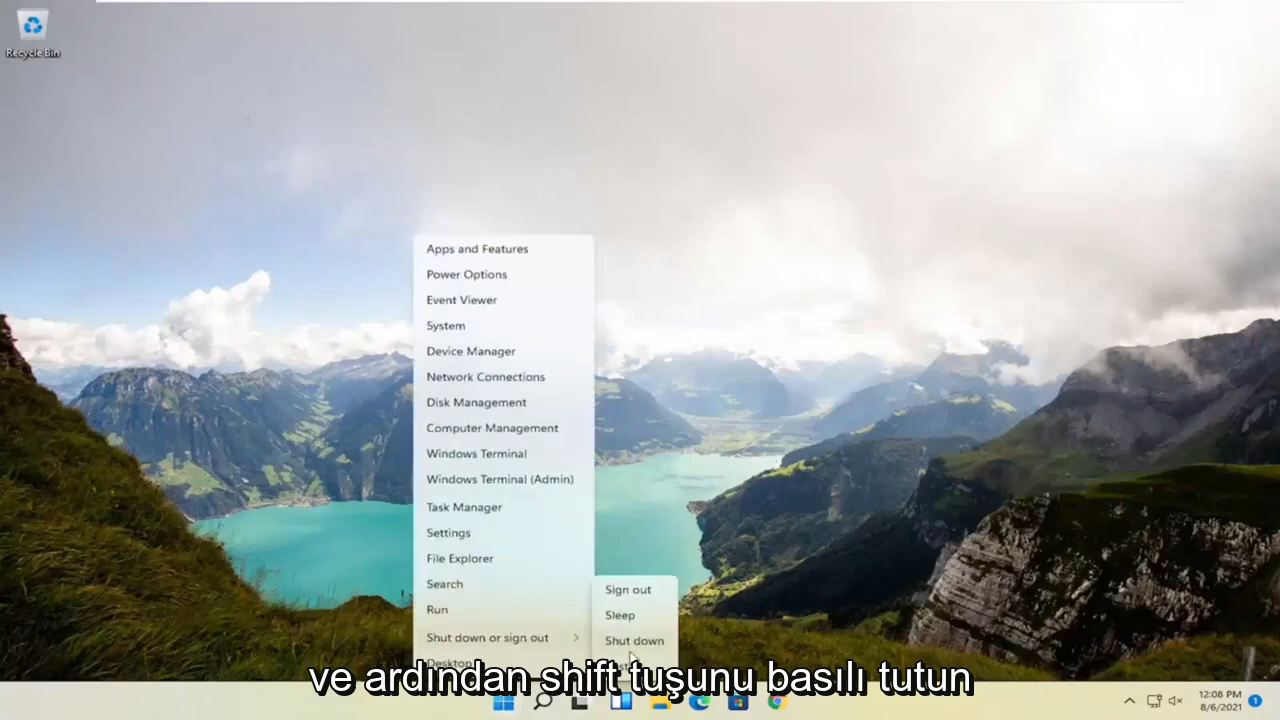 Recycle Bin
Apps and Features
Power Options
Event Viewer
System
Device Manager
Network Connections
Disk Management
Computer Management
Windows Terminal
Windows Terminal (Admin)
Task Manager
Settings
File Explorer
Search
Run
Shut down or sign out
Desktop
Sign out
Sleep
Shut down
ve ardından shift tuşunu basılı tutun
12:08 PM
8/6/2021
1